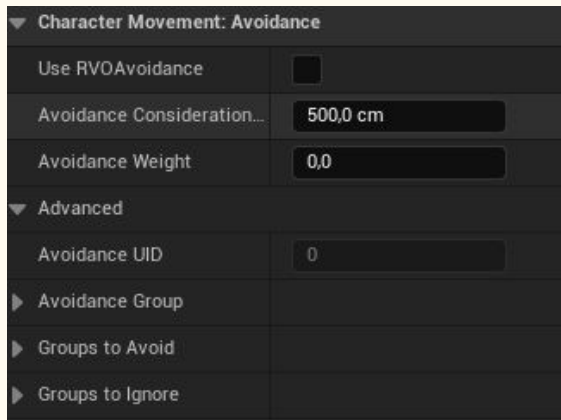 Character Movement: Avoidance
Use RVOAvoidance
Avoidance Consideration... 500,0 cm
Avoidance Weight 0,0
Advanced
Avoidance UID 0
Avoidance Group
Groups to Avoid
Groups to Ignore